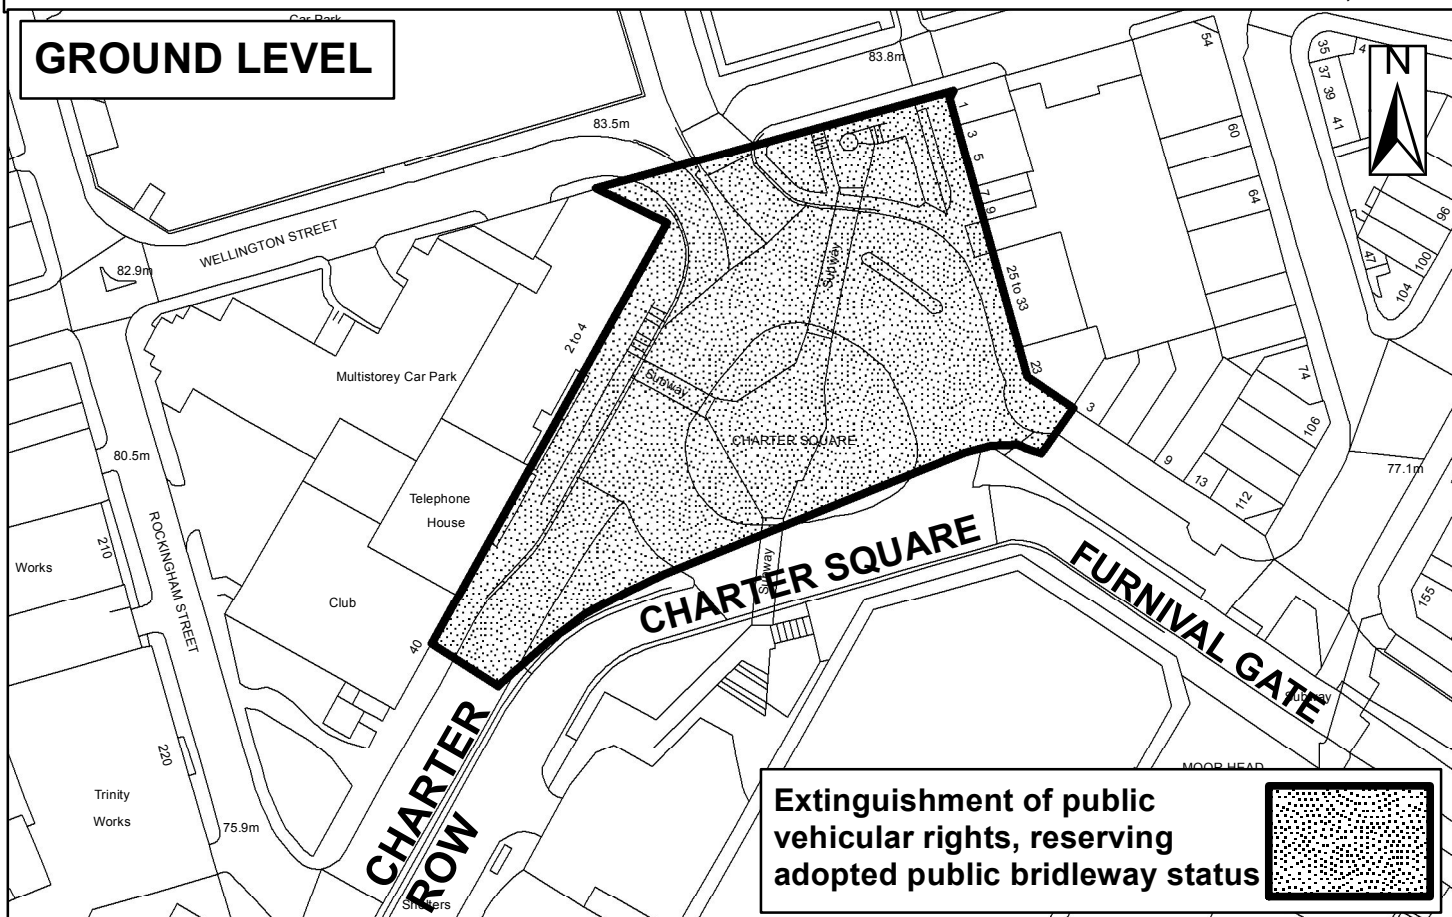 Car Park
GROUND LEVEL
83.8m
83.5m
N
54
35
37
39
41
4
1
3
5
7
9
60
64
WELLINGTON STREET
82.9m
Subway
25 to 33
96
100
104
47
2 to 4
Multistorey Car Park
Subway
23
3
74
106
CHARTER SQUARE
80.5m
9
13
112
77.1m
Telephone
House
210
ROCKINGHAM STREET
Works
Club
Subway
CHARTER SQUARE
FURNIVAL GATE
155
40
Subway
220
CHARTER
ROW
MOOR HEAD
Trinity
Works
75.9m
Shelters
Extinguishment of public
vehicular rights, reserving
adopted public bridleway status